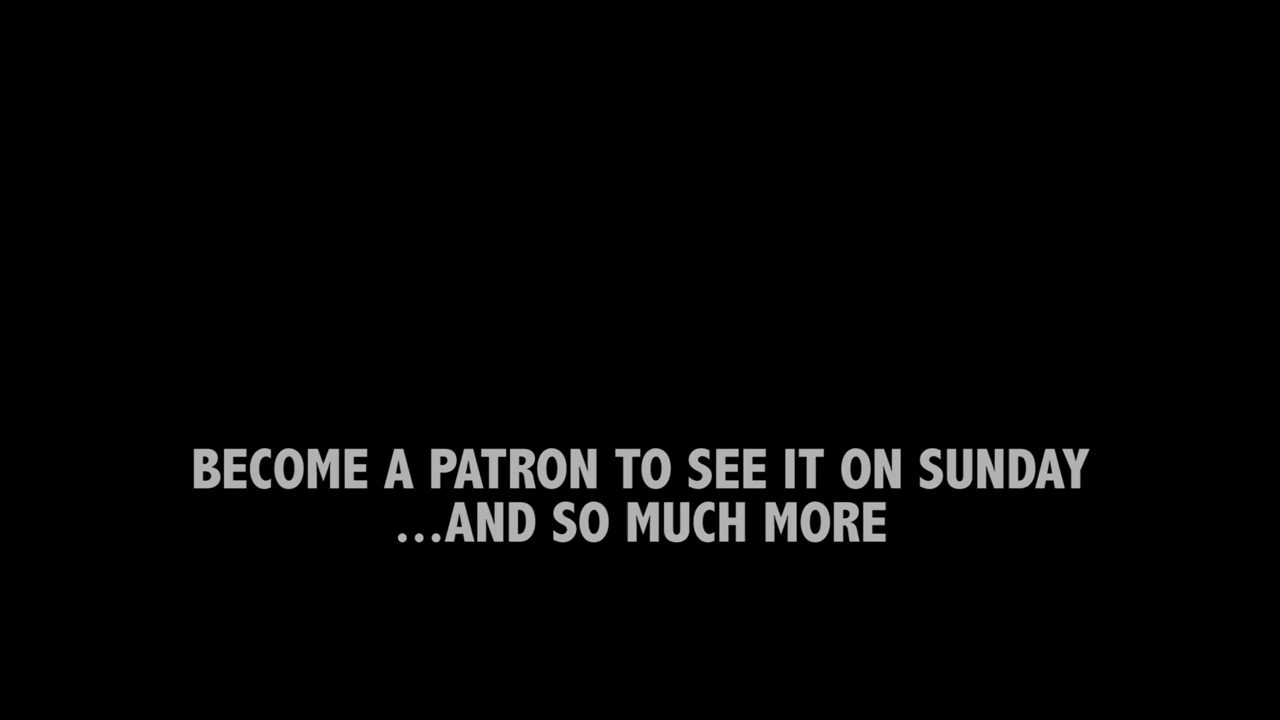 BECOME A PATRON TO SEE IT ON SUNDAY
...AND SO MUCH MORE